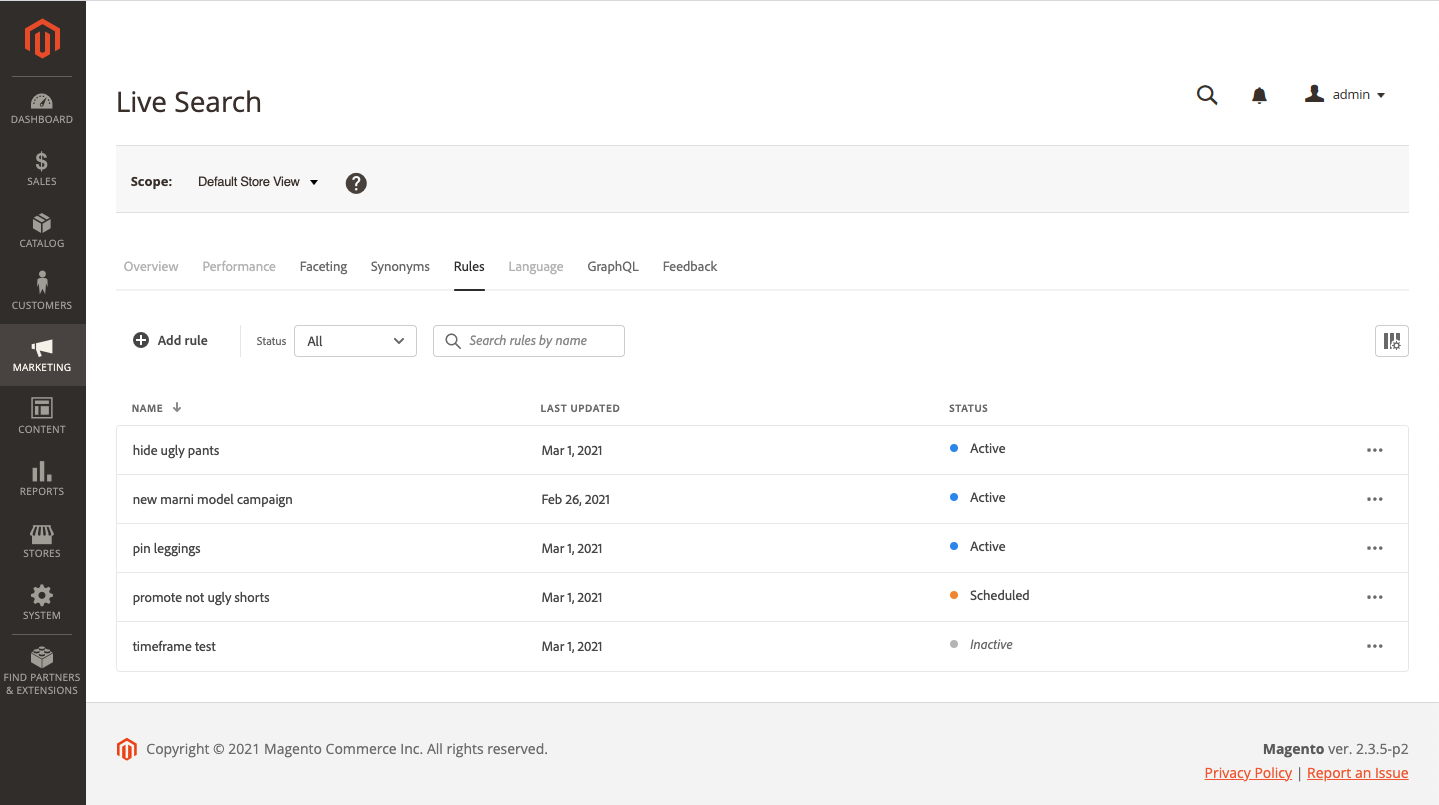 Live Search
admin
DASHBOARD
SALES
CATALOG
CUSTOMERS
MARKETING
CONTENT
REPORTS
STORES
SYSTEM
FIND PARTNERS
& EXTENSIONS
Scope: Default Store View ?
Overview Performance Faceting Synonyms Rules Language GraphQL Feedback
Add rule Status All Search rules by name
NAME LAST UPDATED STATUS
hide ugly pants Mar 1, 2021 Active
new marni model campaign Feb 26, 2021 Active
pin leggings Mar 1, 2021 Active
promote not ugly shorts Mar 1, 2021 Scheduled
timeframe test Mar 1, 2021 Inactive
Copyright © 2021 Magento Commerce Inc. All rights reserved. Magento ver. 2.3.5-p2
Privacy Policy | Report an Issue